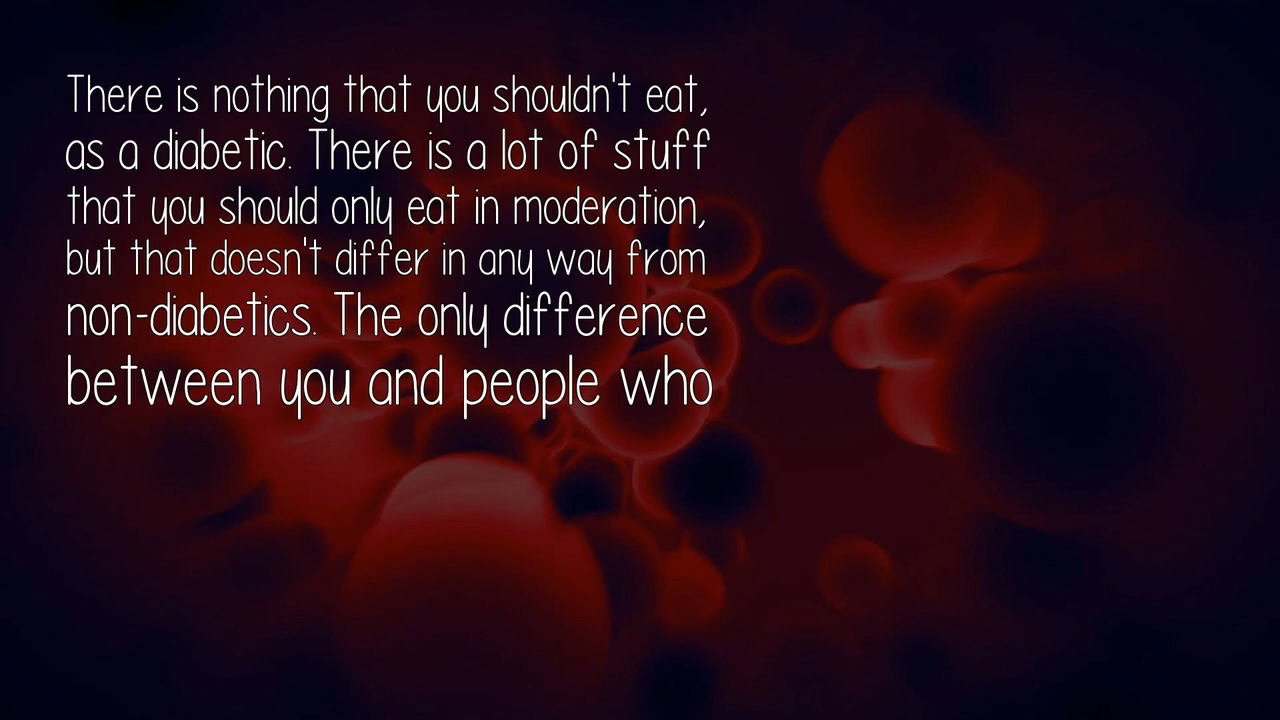 There is nothing that you shouldn't eat,
as a diabetic. There is a lot of stuff
that you should only eat in moderation,
but that doesn't differ in any way from
non-diabetics. The only difference
between you and people who